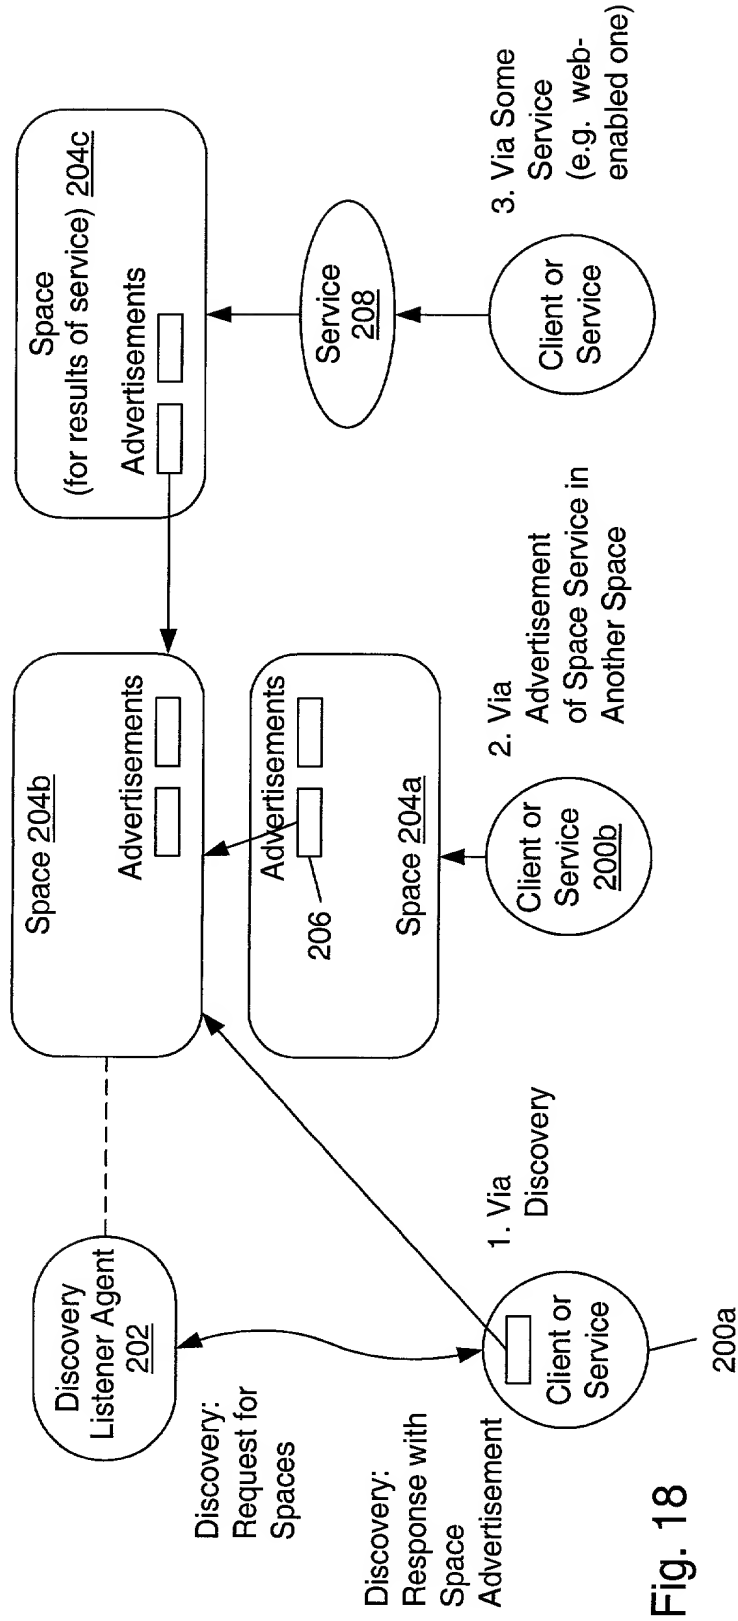 Discovery
Listener Agent
202
Space 204b
Advertisements
Space
(for results of service) 204c
Advertisements
Discovery:
Request for
Spaces
Advertisements
206
Space 204a
Service
208
Discovery:
Response with
Space
Advertisement
Client or
Service
200a
1. Via
Discovery
Client or
Service
200b
2. Via
Advertisement
of Space Service in
Another Space
Client or
Service
3. Via Some
Service
(e.g. web-
enabled one)
Fig. 18